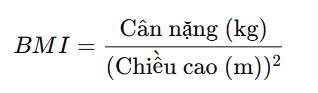 BMI = Cân nặng (kg)
(Chiều cao (m))²